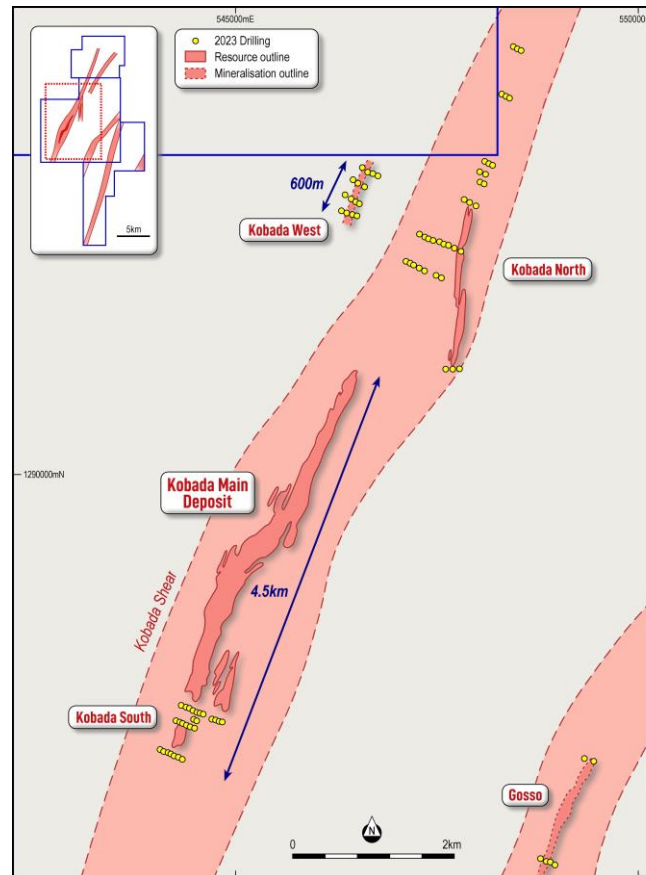 545000mE
550000
2023 Drilling
Resource outline
Mineralisation outline
5km
600m
Kobada West
Kobada North
1290000mN
Kobada Main
Deposit
Kobada Shear
4.5km
Kobada South
Gosso
N
0
2km